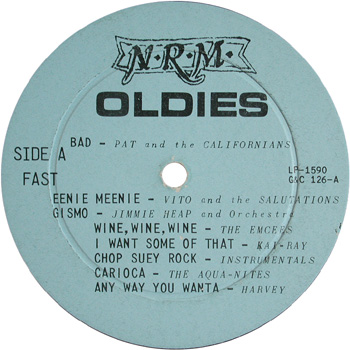 N·R·M·
OLDIES
BAD - PAT and the CALIFORNIANS
SIDE A
FAST
LP-1590
G&C 126-A
EENIE MEENIE - VITO and the SALUTATIONS
GISMO - JIMMIE HEAP and Orchestra
WINE,WINE,WINE - THE EMCEES
I WANT SOME OF THAT - KAI-RAY
CHOP SUEY ROCK - INSTRUMENTALS
CARIOCA - THE AQUA-NITES
ANY WAY YOU WANTA - HARVEY